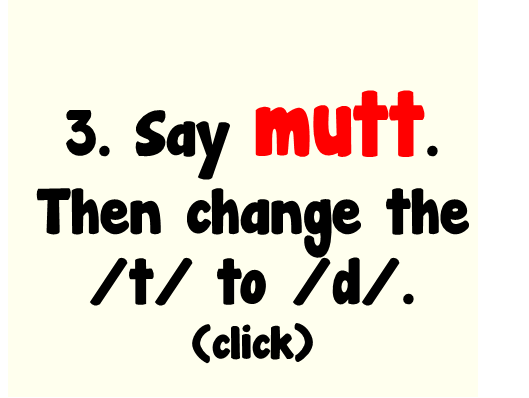 3. Say mutt.
Then change the
/t/ to /d/.
(click)